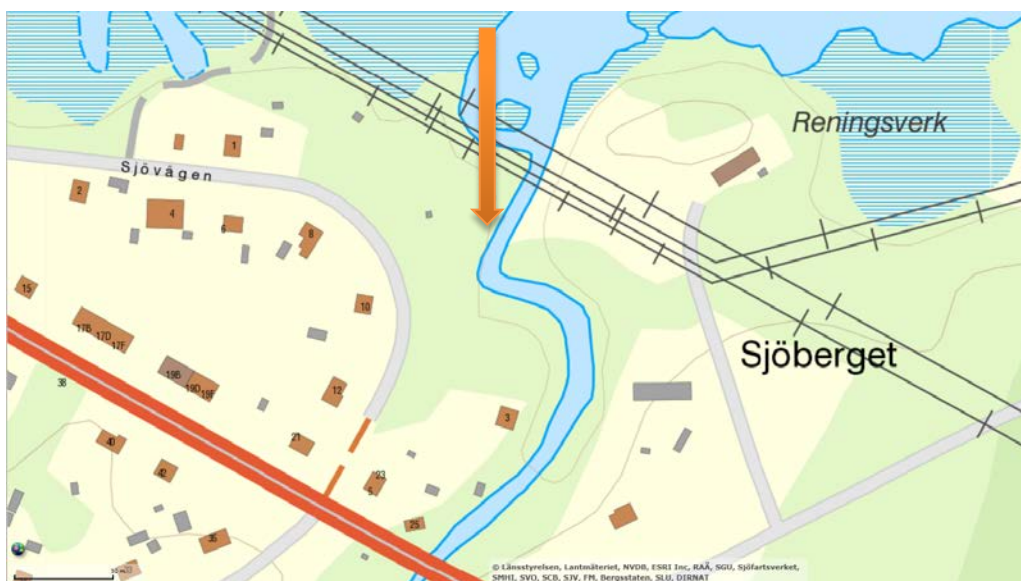 Reningsverk
1
Sjövägen
2
4
6
8
15
10
17B
17D
17F
Sjöberget
19B
19D
19F
38
12
3
21
40
42
23
5
25
36
© Länsstyrelsen, Lantmäteriet, NVDB, ESRI Inc, RAÄ, SGU, Sjöfartsverket,
SMHI, SVO, SCB, SJV, FM, Bergsstaten, SLU, DIRNAT